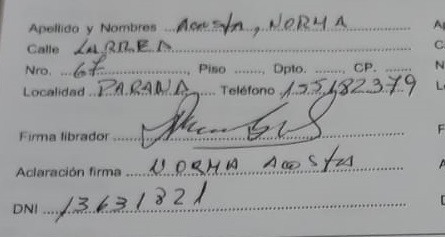 Apellido y Nombres Acosta, NORMA
Calle LARREA
Nro. 67, Piso ......, Dpto. ...... CP. ......
Localidad PARANA Teléfono 155182379
Firma librador
Aclaración firma NORMA Acosta
DNI 13631821